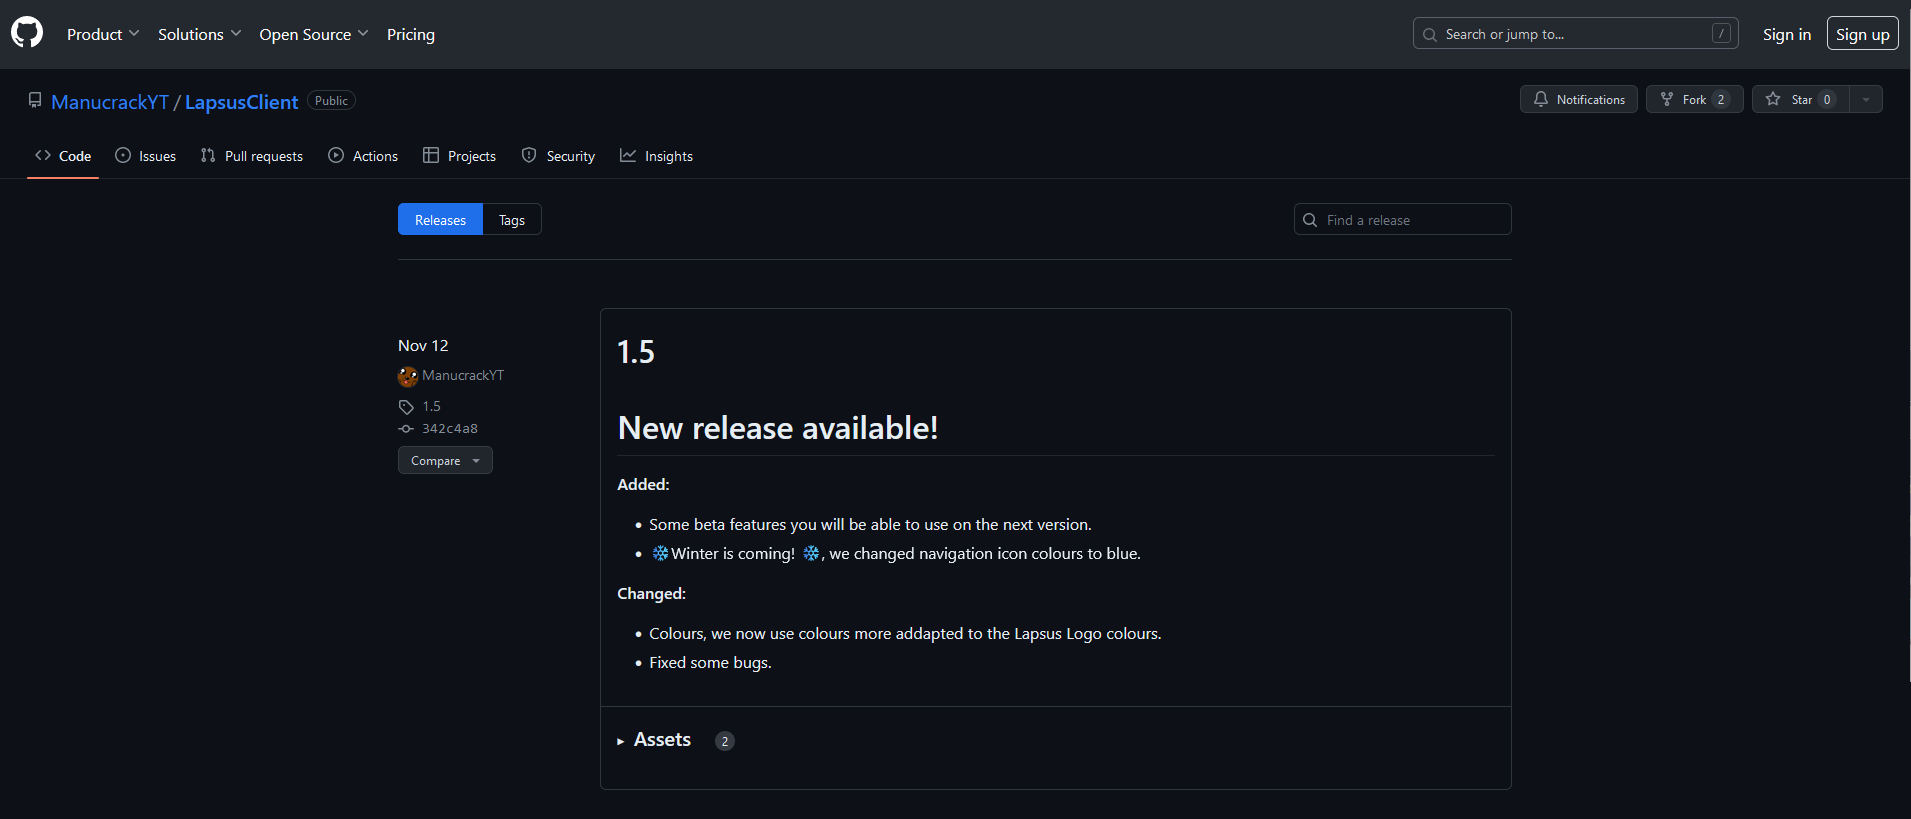 Product Solutions Open Source Pricing Search or jump to... / Sign in Sign up
ManucrackYT / LapsusClient Public Notifications Fork 2 Star 0
Code Issues Pull requests Actions Projects Security Insights
Releases Tags Find a release
Nov 12
ManucrackYT
1.5
342c4a8
Compare
1.5
New release available!
Added:
• Some beta features you will be able to use on the next version.
• ❄️Winter is coming! ❄️, we changed navigation icon colours to blue.
Changed:
• Colours, we now use colours more addapted to the Lapsus Logo colours.
• Fixed some bugs.
Assets 2